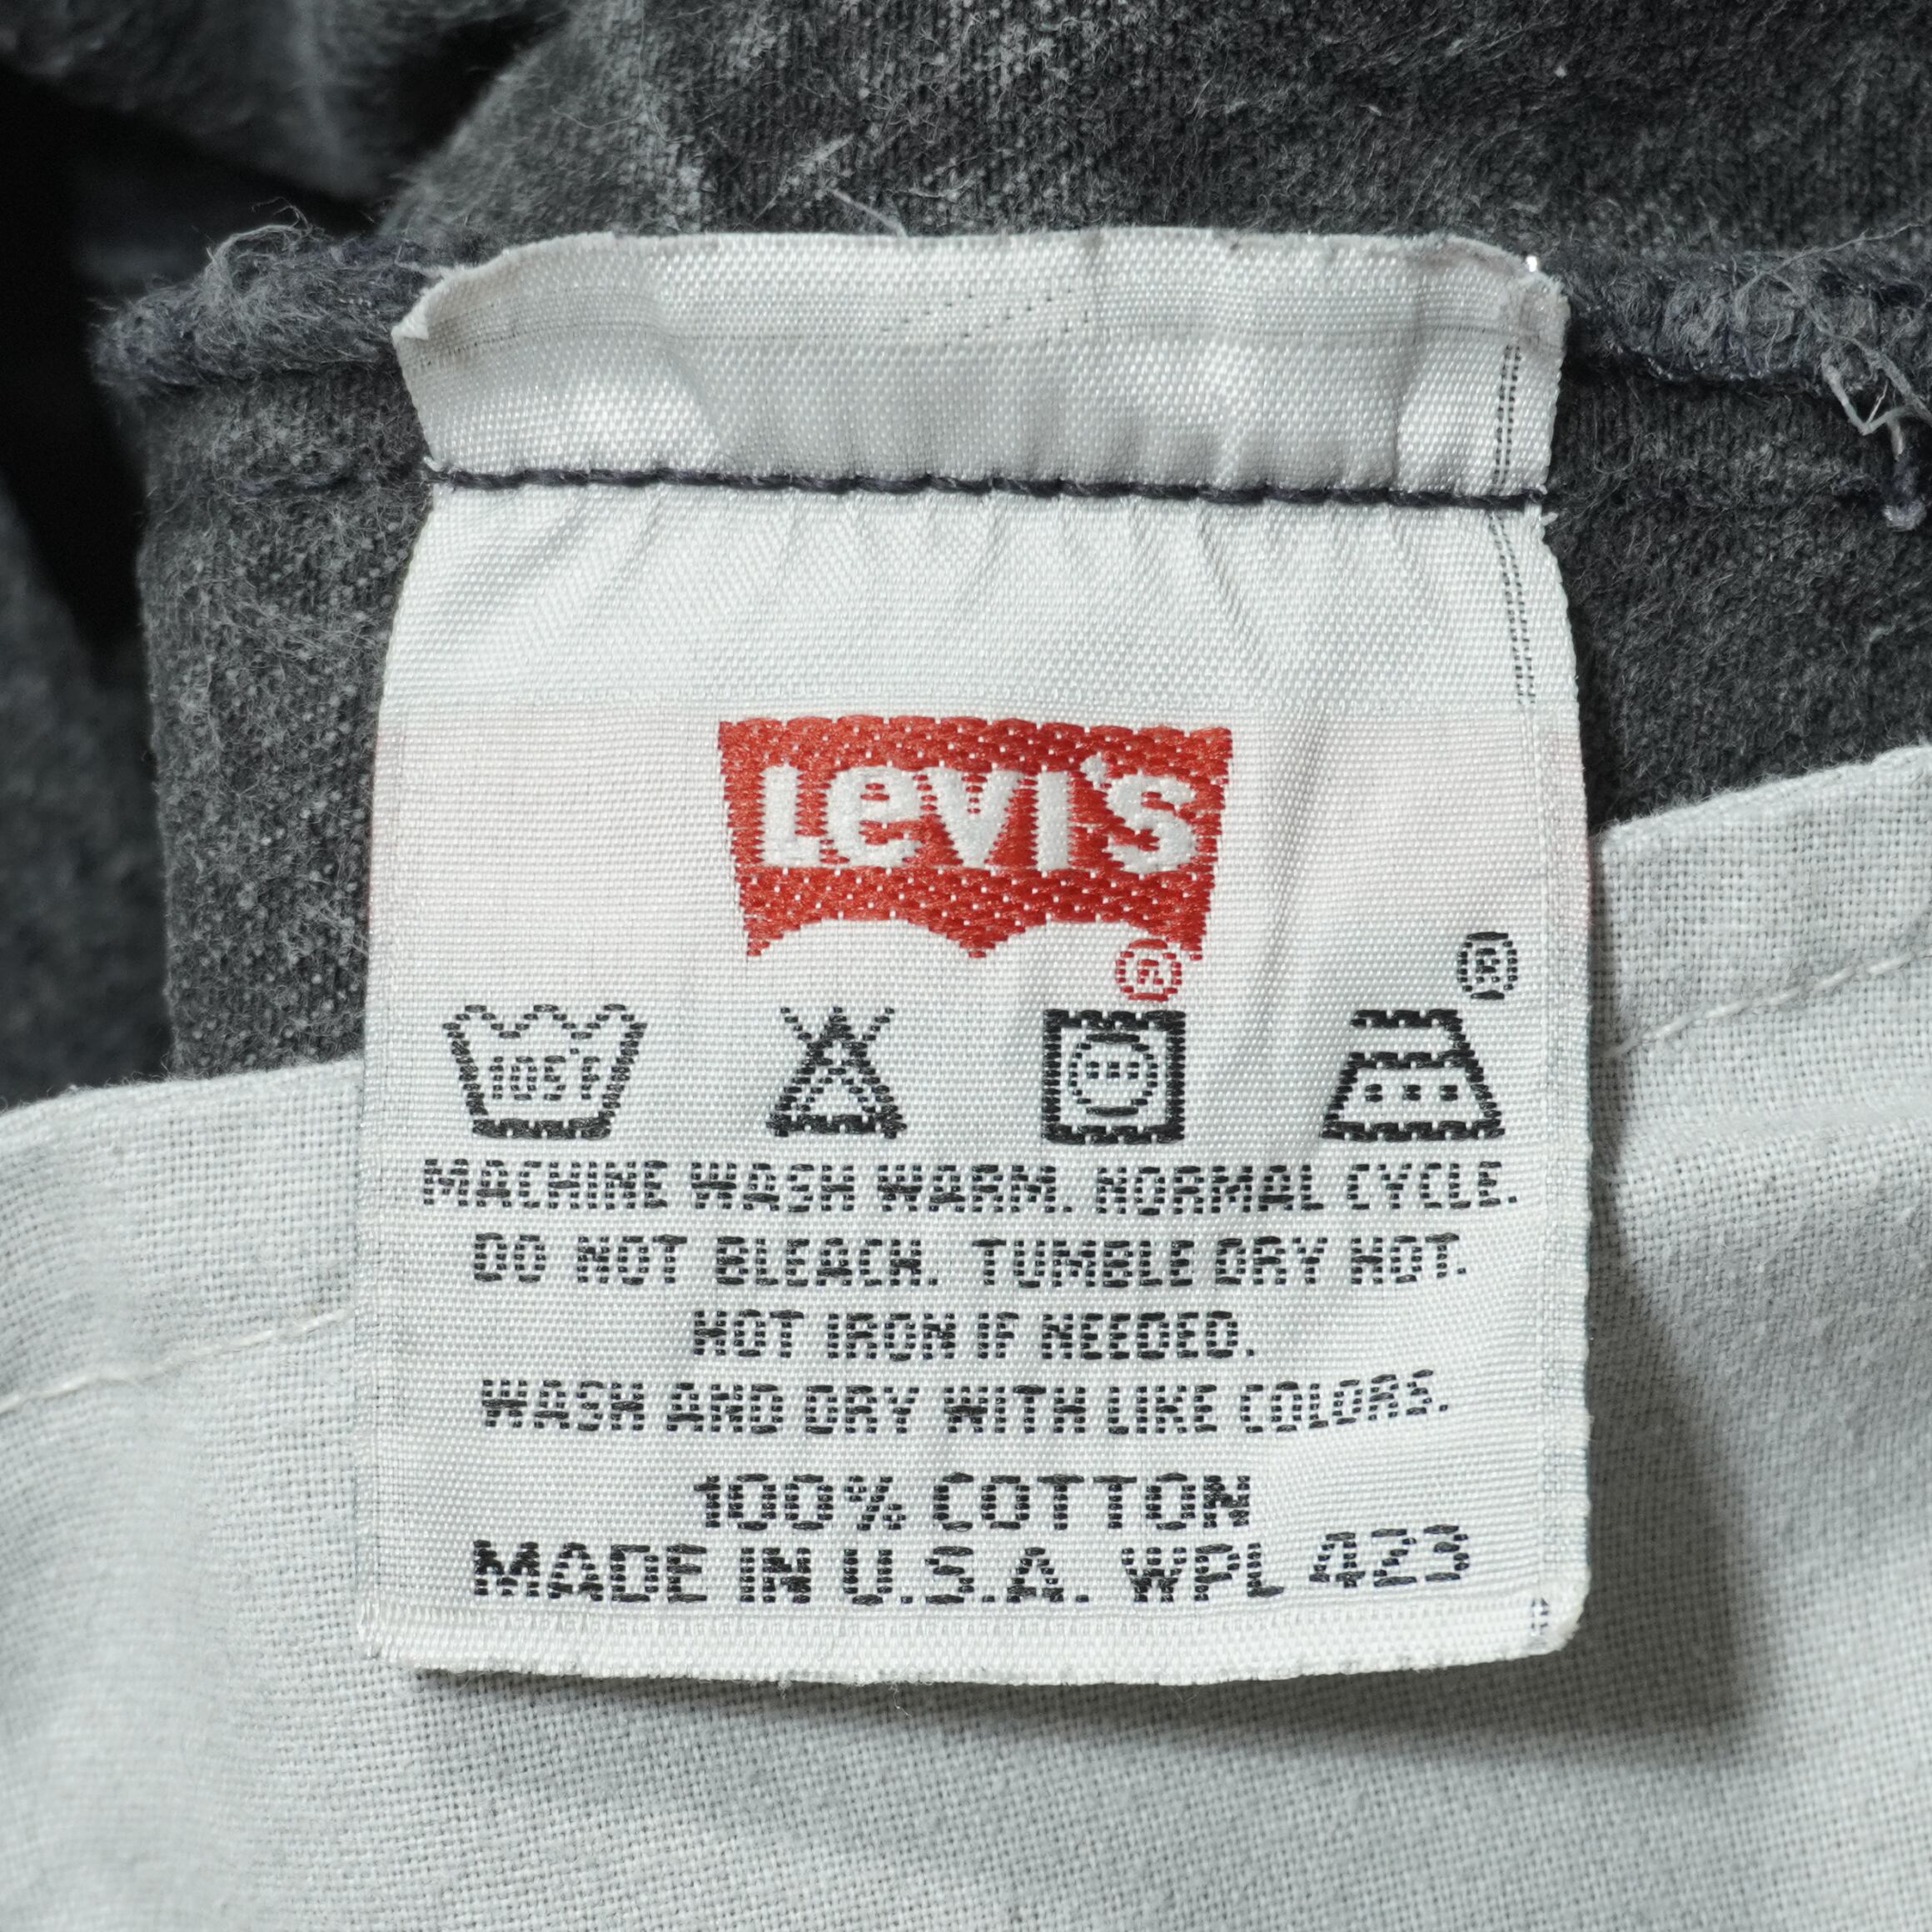 Levi's
®
®
105°F
MACHINE WASH WARM. NORMAL CYCLE.
DO NOT BLEACH. TUMBLE DRY HOT.
HOT IRON IF NEEDED.
WASH AND DRY WITH LIKE COLORS.
100% COTTON
MADE IN U.S.A. WPL 423